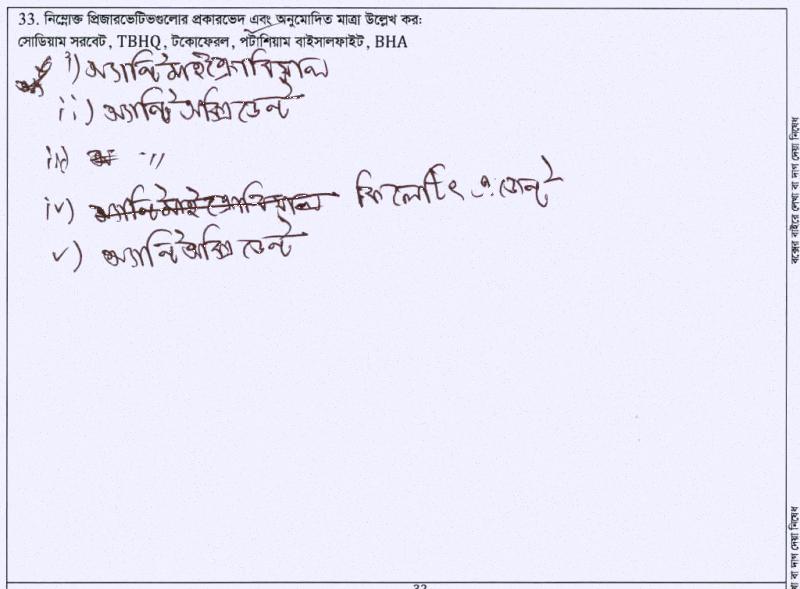 33. নিম্নোক্ত প্রিজারভেটিভগুলোর প্রকারভেদ এবং অনুমোদিত মাত্রা উল্লেখ কর:
সোডিয়াম সরবেট, TBHQ, টকোফেরল, পটাশিয়াম বাইসালফাইট, BHA
i) অ্যান্টিমাইক্রোবিয়াল
ii) অ্যান্টিঅক্সিডেন্ট
iii) "
iv) অ্যান্টিমাইক্রোবিয়াল কিলেটিং এজেন্ট
v) অ্যান্টিঅক্সিডেন্ট
বক্সের বাইরে লেখা বা দাগ দেয়া নিষেধ
খা বা দাগ দেয়া নিষেধ